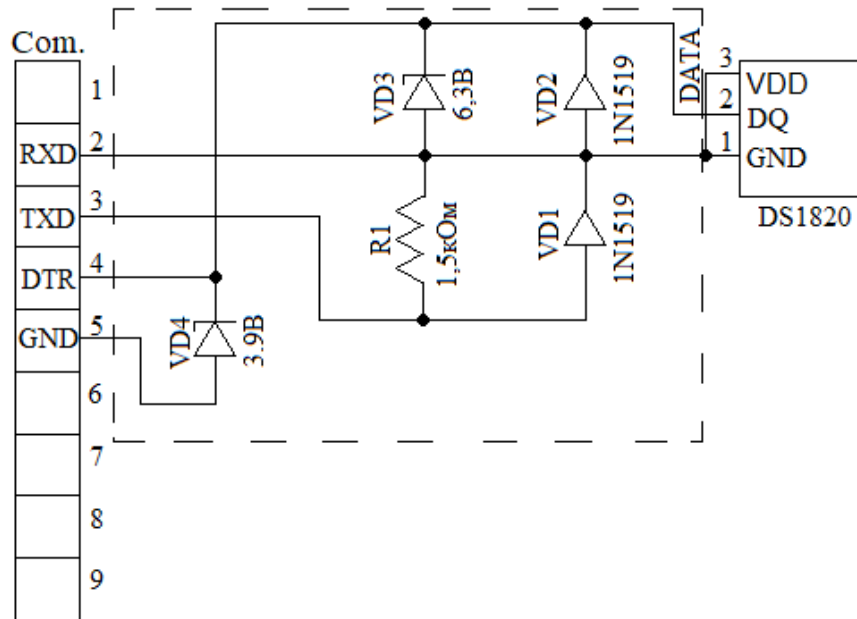 Com.
1
RXD 2
TXD 3
DTR 4
GND 5
6
7
8
9
VD3
6,3В
VD2
1N1519
DATA
R1
1,5кОм
VD1
1N1519
VD4
3.9В
3 VDD
2 DQ
1 GND
DS1820